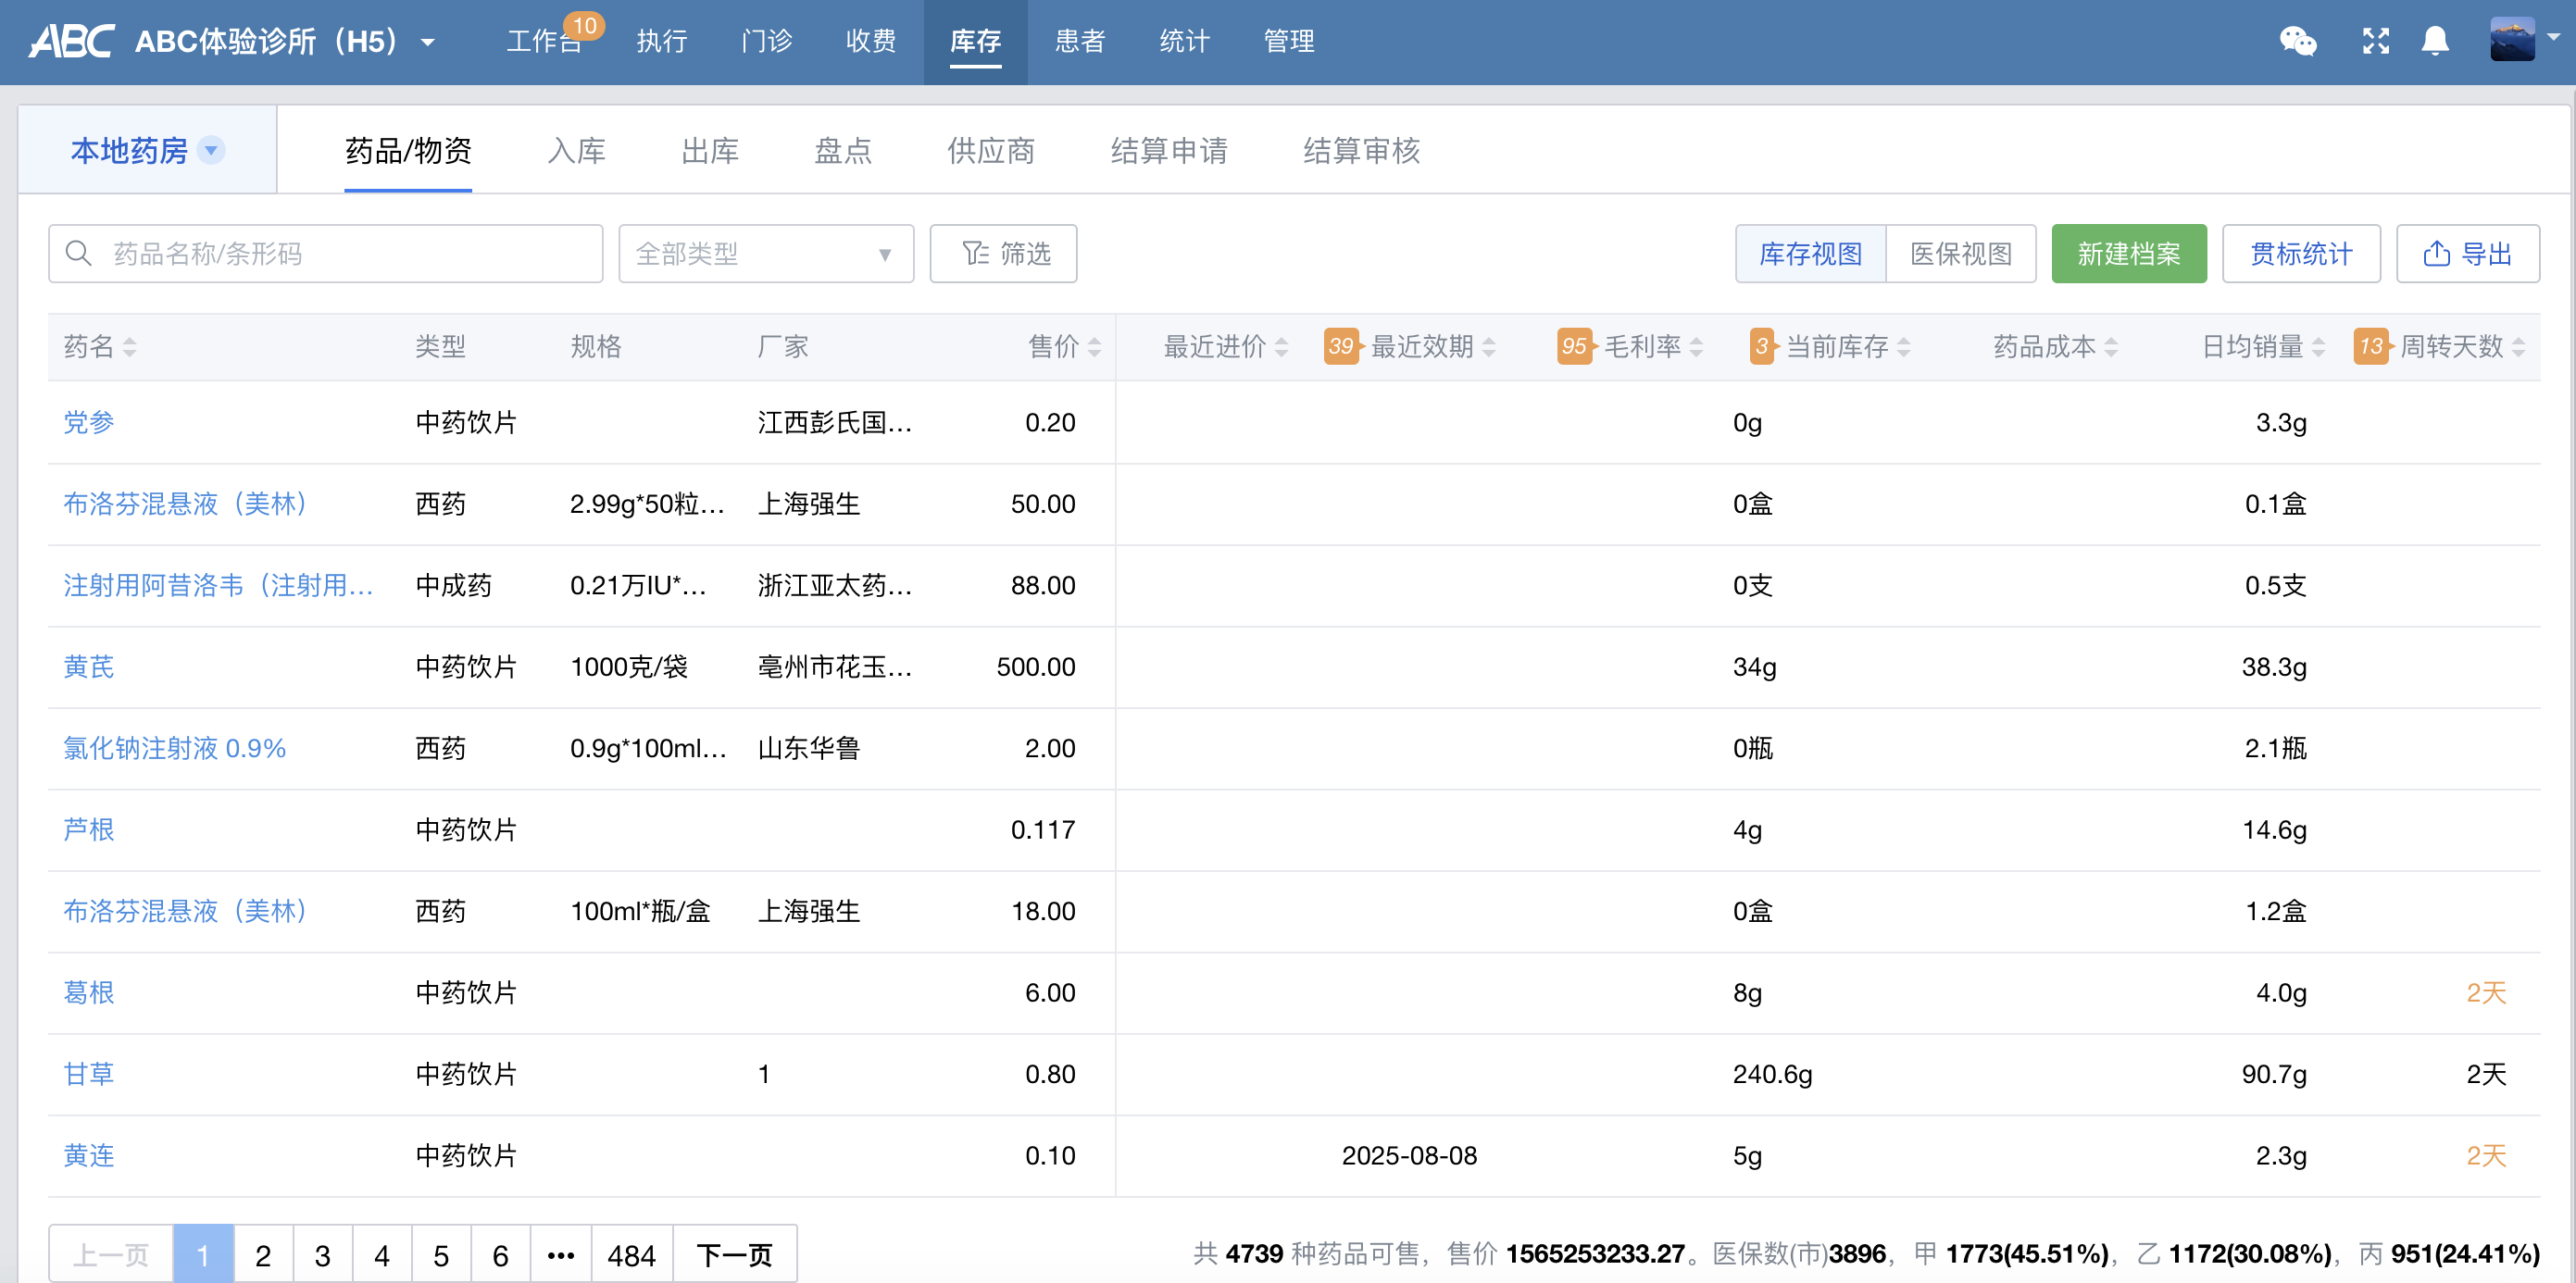 ABC ABC体验诊所（H5） 工作台 10 执行 门诊 收费 库存 患者 统计 管理
本地药房 药品/物资 入库 出库 盘点 供应商 结算申请 结算审核
药品名称/条形码 全部类型 筛选 库存视图 医保视图 新建档案 贯标统计 导出
药名 类型 规格 厂家 售价 最近进价 39 最近效期 95 毛利率 3 当前库存 药品成本 日均销量 13 周转天数
党参 中药饮片 江西彭氏国... 0.20 0g 3.3g
布洛芬混悬液（美林） 西药 2.99g*50粒... 上海强生 50.00 0盒 0.1盒
注射用阿昔洛韦（注射用... 中成药 0.21万IU*... 浙江亚太药... 88.00 0支 0.5支
黄芪 中药饮片 1000克/袋 亳州市花玉... 500.00 34g 38.3g
氯化钠注射液 0.9% 西药 0.9g*100ml... 山东华鲁 2.00 0瓶 2.1瓶
芦根 中药饮片 0.117 4g 14.6g
布洛芬混悬液（美林） 西药 100ml*瓶/盒 上海强生 18.00 0盒 1.2盒
葛根 中药饮片 6.00 8g 4.0g 2天
甘草 中药饮片 1 0.80 240.6g 90.7g 2天
黄连 中药饮片 0.10 2025-08-08 5g 2.3g 2天
上一页 1 2 3 4 5 6 ••• 484 下一页 共 4739 种药品可售，售价 1565253233.27。医保数(市)3896，甲 1773(45.51%)，乙 1172(30.08%)，丙 951(24.41%)